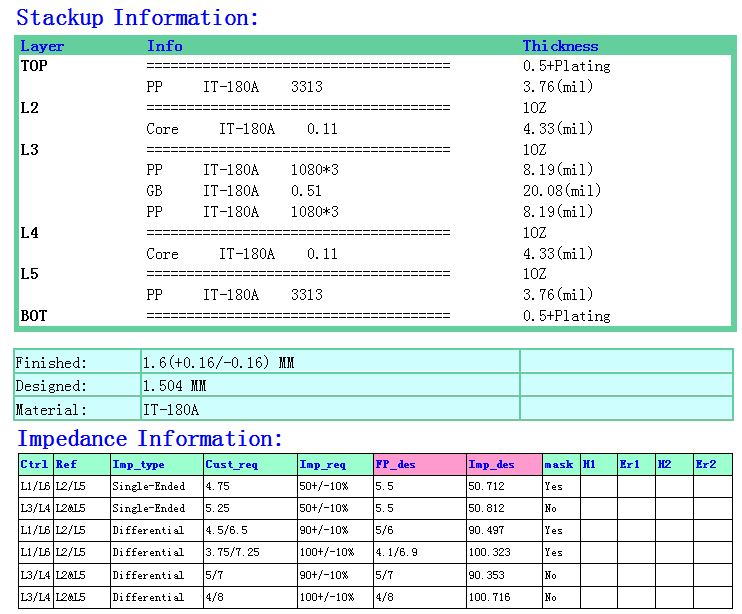 Stackup Information:
Layer Info Thickness
TOP ====================================== 0.5+Plating
PP IT-180A 3313 3.76(mil)
L2 ====================================== 1OZ
Core IT-180A 0.11 4.33(mil)
L3 ====================================== 1OZ
PP IT-180A 1080*3 8.19(mil)
GB IT-180A 0.51 20.08(mil)
PP IT-180A 1080*3 8.19(mil)
L4 ====================================== 1OZ
Core IT-180A 0.11 4.33(mil)
L5 ====================================== 1OZ
PP IT-180A 3313 3.76(mil)
BOT ====================================== 0.5+Plating
Finished: 1.6(+0.16/-0.16) MM
Designed: 1.504 MM
Material: IT-180A
Impedance Information:
Ctrl Ref Imp_type Cust_req Imp_req FP_des Imp_des mask H1 Er1 H2 Er2
L1/L6 L2/L5 Single-Ended 4.75 50+/-10% 5.5 50.712 Yes
L3/L4 L2&L5 Single-Ended 5.25 50+/-10% 5.5 50.812 No
L1/L6 L2/L5 Differential 4.5/6.5 90+/-10% 5/6 90.497 Yes
L1/L6 L2/L5 Differential 3.75/7.25 100+/-10% 4.1/6.9 100.323 Yes
L3/L4 L2&L5 Differential 5/7 90+/-10% 5/7 90.353 No
L3/L4 L2&L5 Differential 4/8 100+/-10% 4/8 100.716 No